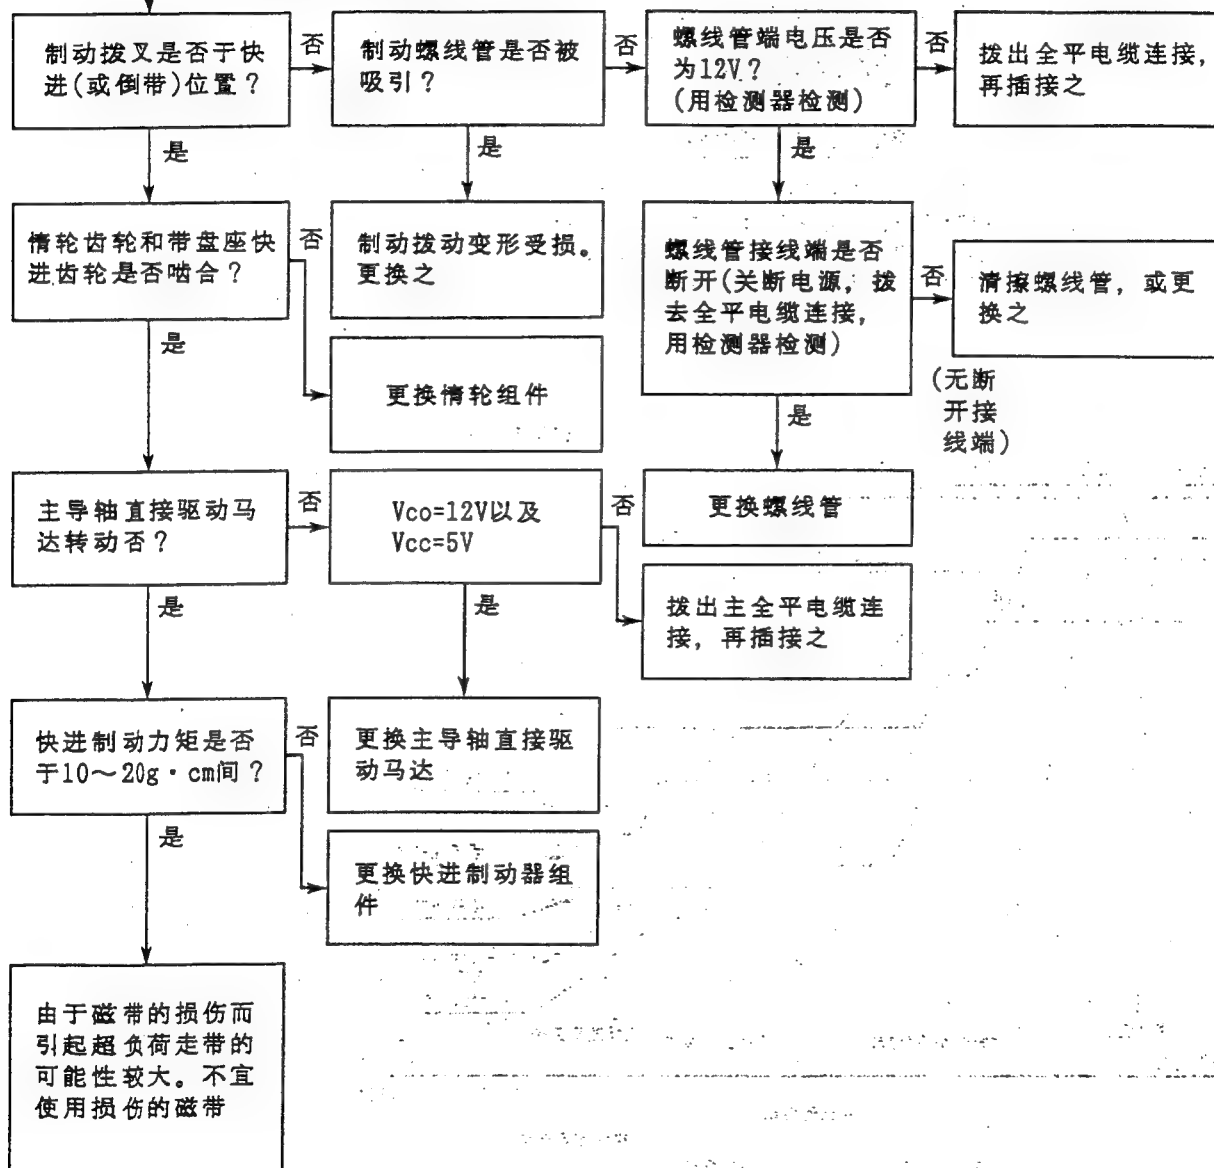 制动拨叉是否于快
进(或倒带)位置？
否
制动螺线管是否被
吸引？
否
螺线管端电压是否
为12V？
(用检测器检测)
否
拨出全平电缆连接，
再插接之
是
是
是
惰轮齿轮和带盘座快
进齿轮是否啮合？
否
制动拨动变形受损。
更换之
螺线管接线端是否
断开(关断电源，拨
去全平电缆连接，
用检测器检测)
否
清擦螺线管，或更
换之
(无断
开接
线端)
是
更换惰轮组件
是
主导轴直接驱动马
达转动否？
否
Vco=12V以及
Vcc=5V
否
更换螺线管
是
是
拨出主全平电缆连
接，再插接之
快进制动力矩是否
于10～20g·cm间？
否
更换主导轴直接驱
动马达
是
更换快进制动器组
件
由于磁带的损伤而
引起超负荷走带的
可能性较大。不宜
使用损伤的磁带